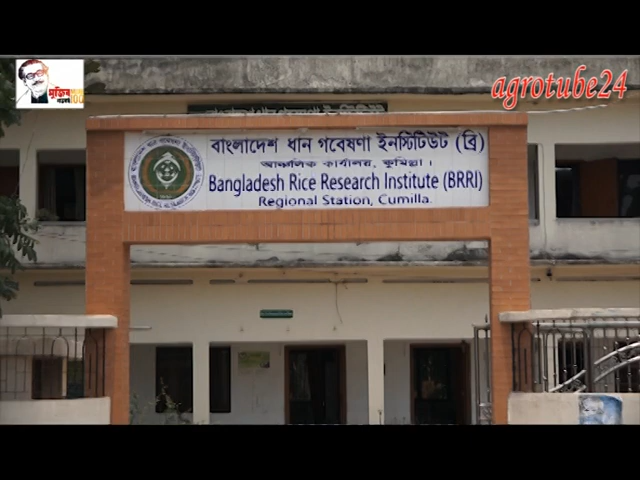 agrotube24
বাংলাদেশ ধান গবেষণা ইনস্টিটিউট (ব্রি)
আঞ্চলিক কার্যালয়, কুমিল্লা।
Bangladesh Rice Research Institute (BRRI)
Regional Station, Cumilla.